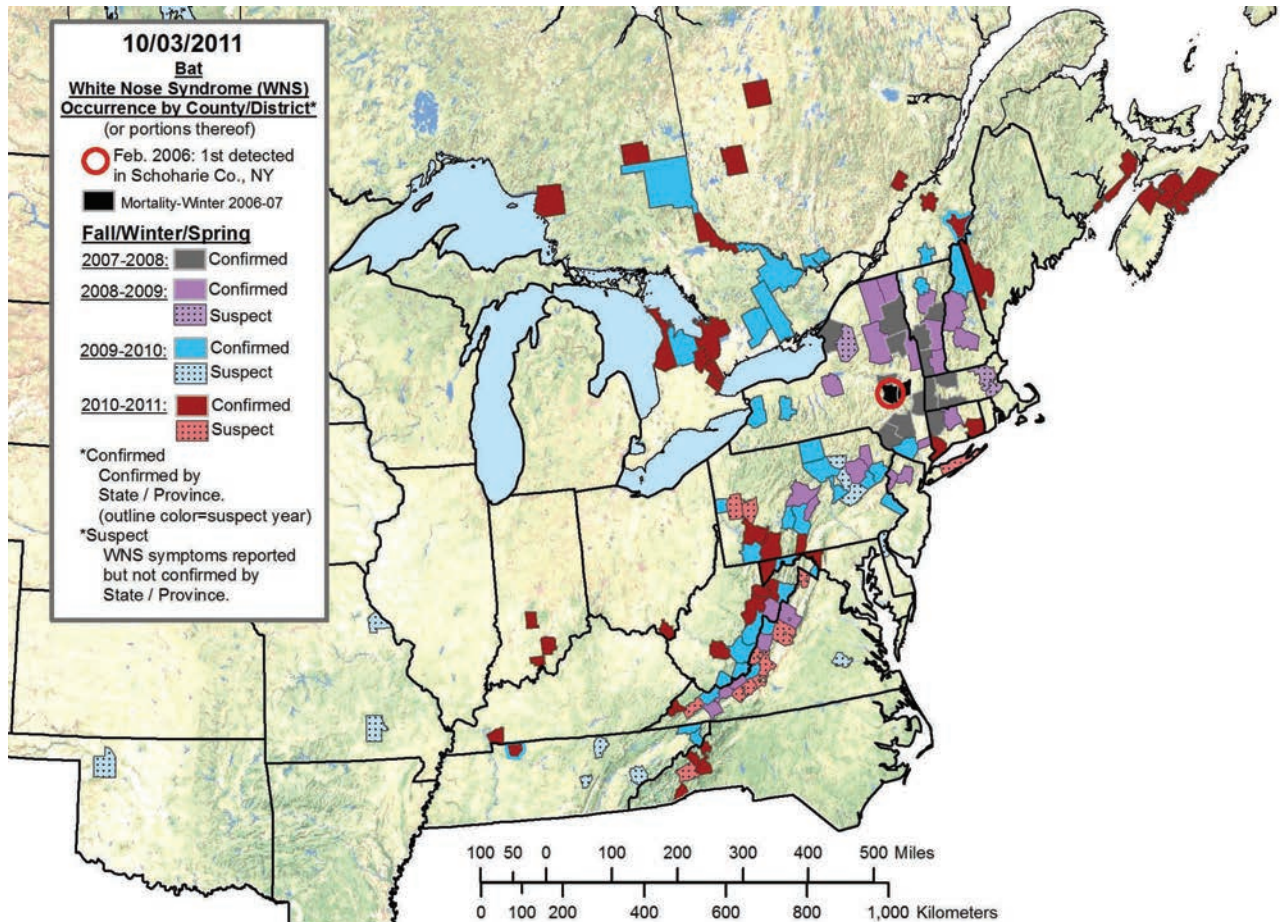 10/03/2011
Bat
White Nose Syndrome (WNS)
Occurrence by County/District*
(or portions thereof)
Feb. 2006: 1st detected
in Schoharie Co., NY
Mortality-Winter 2006-07
Fall/Winter/Spring
2007-2008: Confirmed
2008-2009: Confirmed
Suspect
2009-2010: Confirmed
Suspect
2010-2011: Confirmed
Suspect
*Confirmed
Confirmed by
State / Province.
(outline color=suspect year)
*Suspect
WNS symptoms reported
but not confirmed by
State / Province.
100 50 0 100 200 300 400 500 Miles
0 100 200 400 600 800 1,000 Kilometers